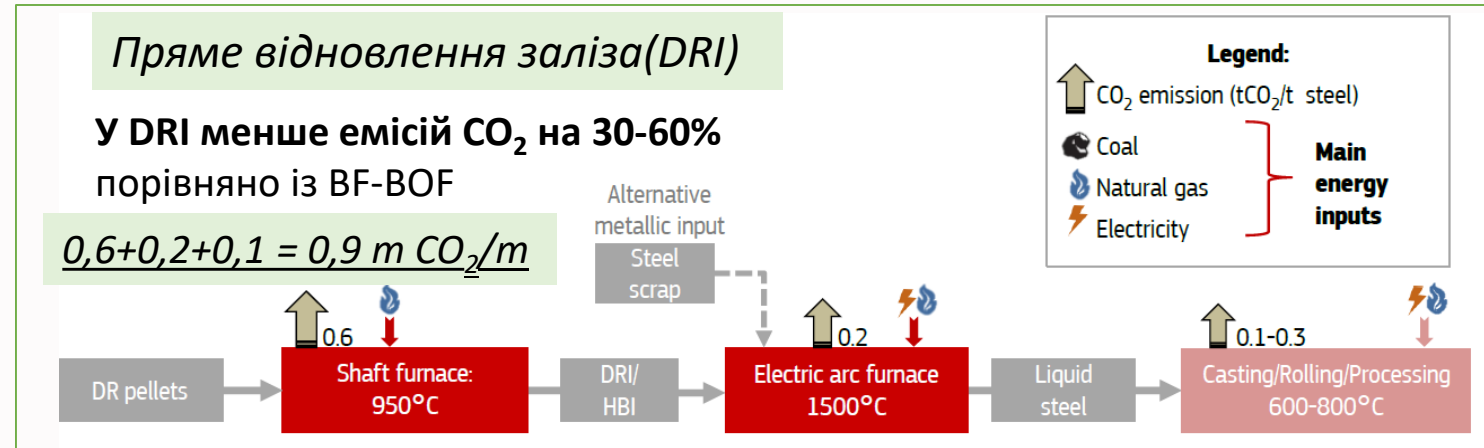 Пряме відновлення заліза(DRI)
У DRI менше емісій CO₂ на 30-60%
порівняно із BF-BOF
0,6+0,2+0,1 = 0,9 т CO₂/т
Legend:
CO₂ emission (tCO₂/t steel)
Coal
Natural gas
Electricity
Main
energy
inputs
Alternative
metallic input
Steel
scrap
0.6
0.2
0.1-0.3
DR pellets
Shaft furnace:
950°C
DRI/
HBI
Electric arc furnace
1500°C
Liquid
steel
Casting/Rolling/Processing
600-800°C